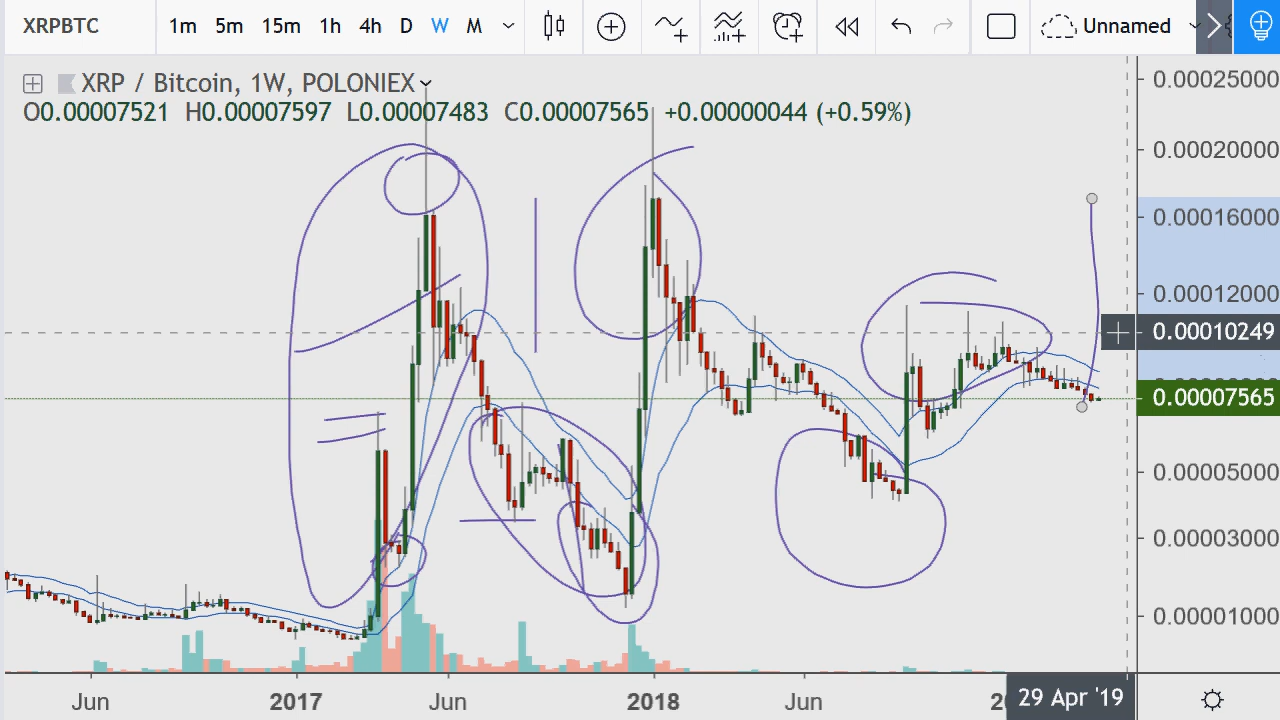 XRPBTC 1m 5m 15m 1h 4h D W M Unnamed
XRP / Bitcoin, 1W, POLONIEX
O0.00007521 H0.00007597 L0.00007483 C0.00007565 +0.00000044 (+0.59%)
0.00025000
0.00020000
0.00016000
0.00012000
0.00010249
0.00007565
0.00005000
0.00003000
0.00001000
Jun 2017 Jun 2018 Jun 29 Apr '19